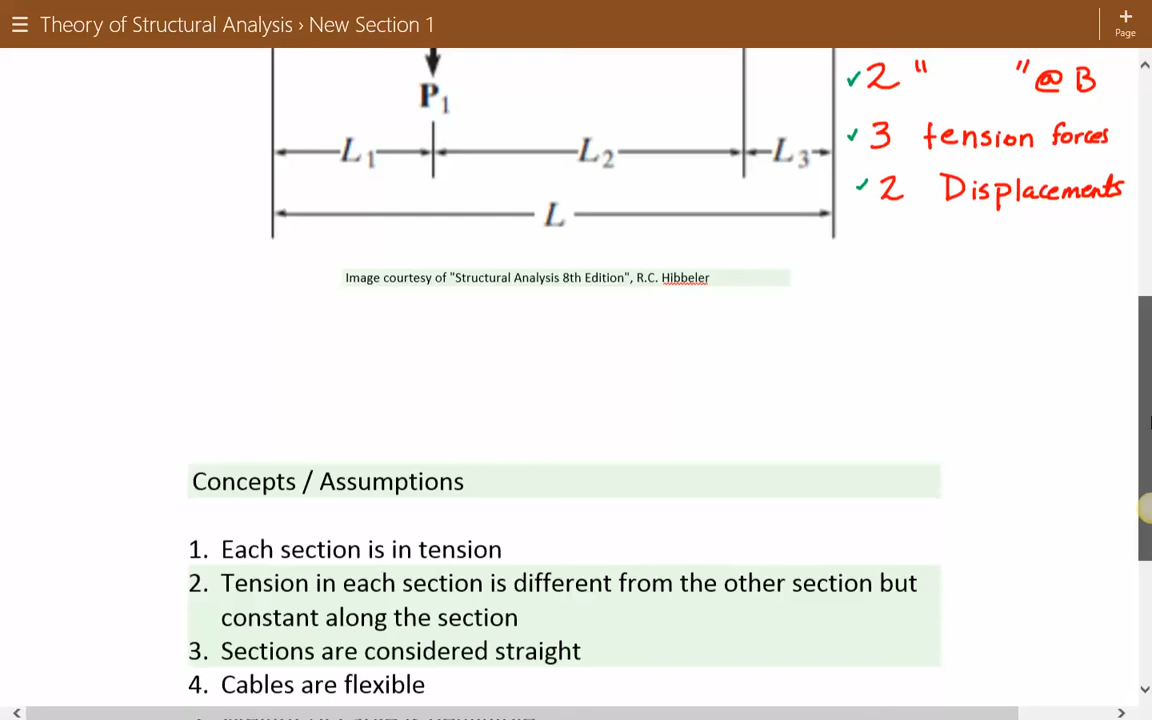 Theory of Structural Analysis › New Section 1
+
Page
P1
L1
L2
L3
L
✓2 " " @ B
✓ 3 tension forces
✓ 2 Displacements
Image courtesy of "Structural Analysis 8th Edition", R.C. Hibbeler
Concepts / Assumptions
1. Each section is in tension
2. Tension in each section is different from the other section but
constant along the section
3. Sections are considered straight
4. Cables are flexible